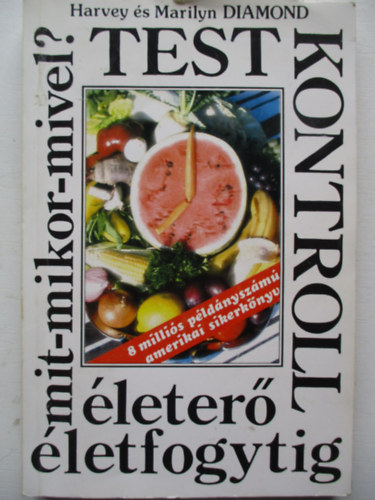 Harvey és Marilyn DIAMOND
TEST
KONTROLL
mit-mikor-mivel?
8 milliós példányszámú
amerikai sikerkönyv
életerő
életfogytig